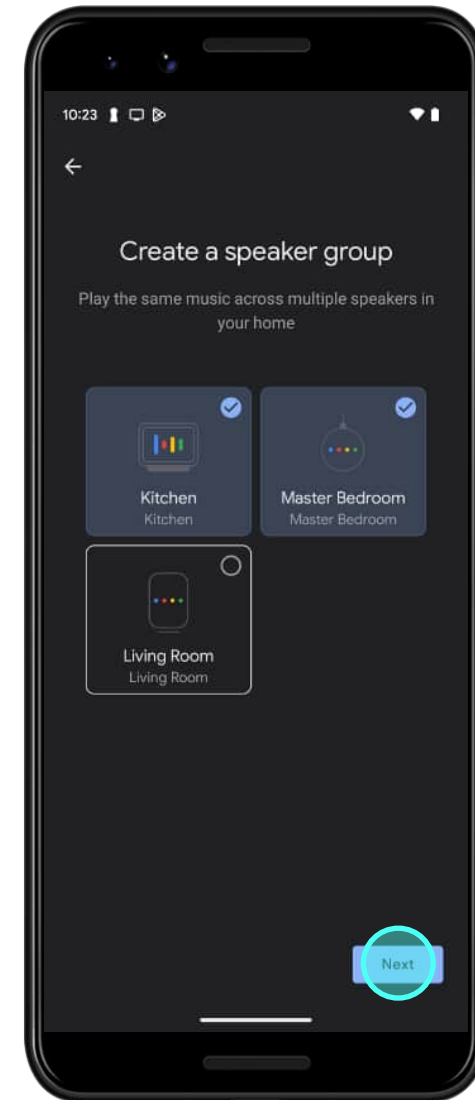 10:23
Create a speaker group
Play the same music across multiple speakers in
your home
Kitchen
Kitchen
Master Bedroom
Master Bedroom
Living Room
Living Room
Next